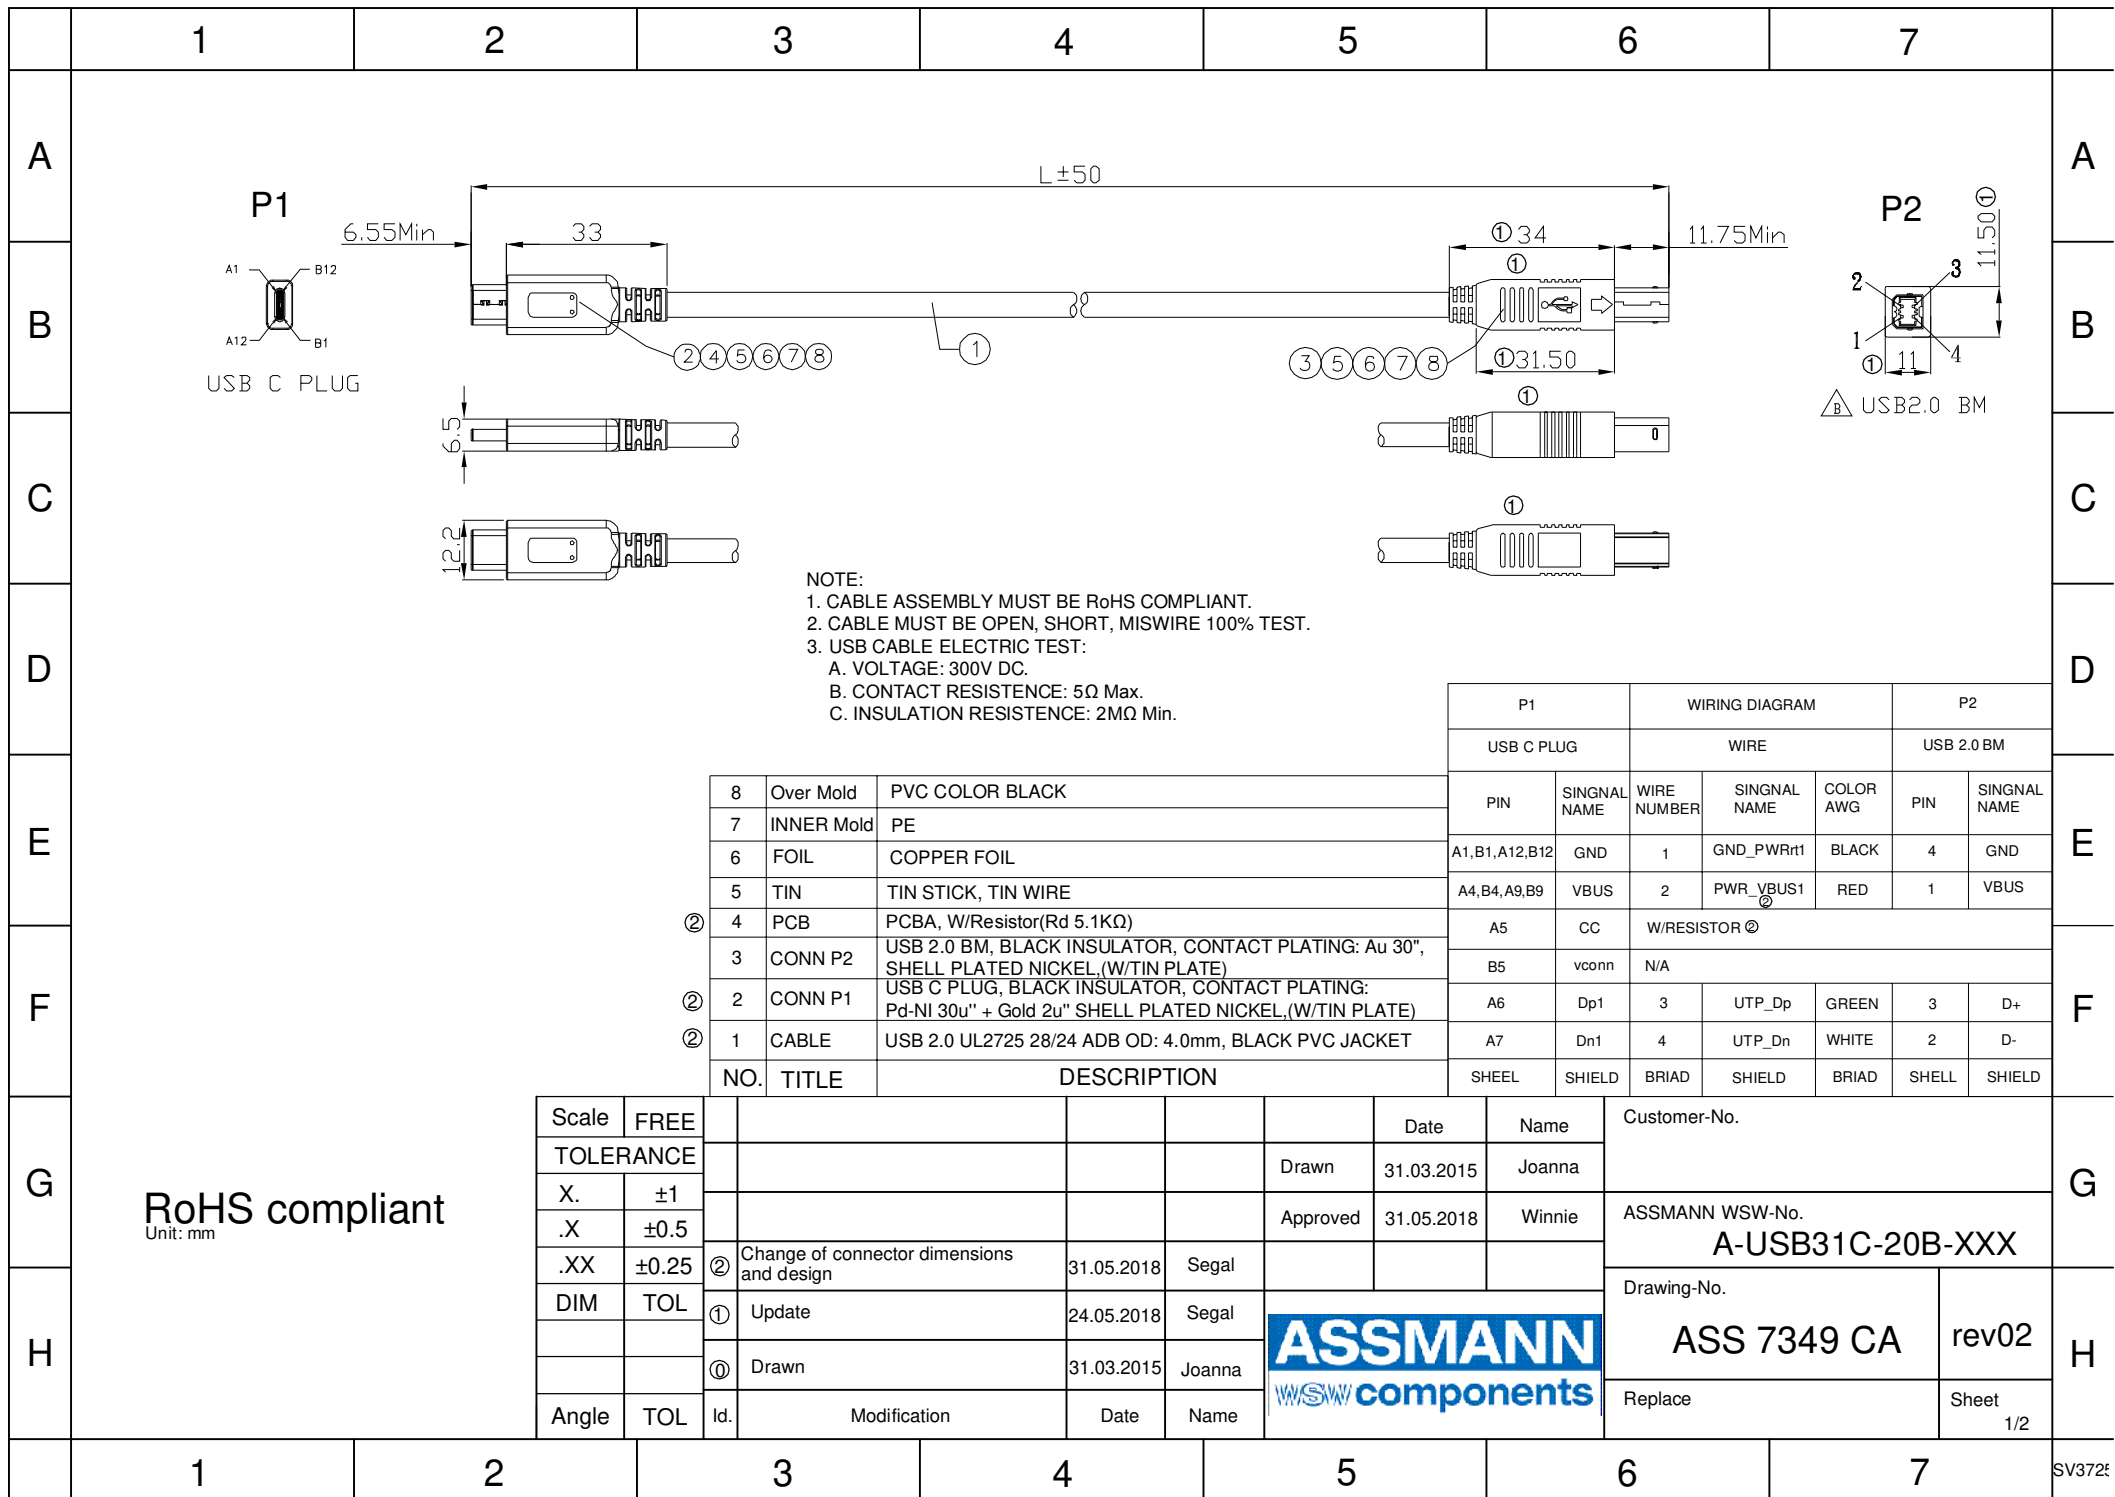 1 2 3 4 5 6 7
A A
B B
C C
D D
E E
F F
G G
H H
P1
A1 B12
A12 B1
USB C PLUG
L±50
6.55Min
33
①34
11.75Min
①
②④⑤⑥⑦⑧
①
③⑤⑥⑦⑧
①31.50
P2
11.50①
2 3
1 4
① 11
B USB2.0 BM
6.5
①
12.2
①
NOTE:
1. CABLE ASSEMBLY MUST BE RoHS COMPLIANT.
2. CABLE MUST BE OPEN, SHORT, MISWIRE 100% TEST.
3. USB CABLE ELECTRIC TEST:
A. VOLTAGE: 300V DC.
B. CONTACT RESISTENCE: 5Ω Max.
C. INSULATION RESISTENCE: 2MΩ Min.
P1 WIRING DIAGRAM P2
USB C PLUG WIRE USB 2.0 BM
PIN SINGNAL NAME WIRE NUMBER SINGNAL NAME COLOR AWG PIN SINGNAL NAME
A1,B1,A12,B12 GND 1 GND_PWRrt1 BLACK 4 GND
A4,B4,A9,B9 VBUS 2 PWR_VBUS1 ② RED 1 VBUS
A5 CC W/RESISTOR ②
B5 vconn N/A
A6 Dp1 3 UTP_Dp GREEN 3 D+
A7 Dn1 4 UTP_Dn WHITE 2 D-
SHEEL SHIELD BRIAD SHIELD BRIAD SHELL SHIELD
8 Over Mold PVC COLOR BLACK
7 INNER Mold PE
6 FOIL COPPER FOIL
5 TIN TIN STICK, TIN WIRE
② 4 PCB PCBA, W/Resistor(Rd 5.1KΩ)
3 CONN P2 USB 2.0 BM, BLACK INSULATOR, CONTACT PLATING: Au 30",
SHELL PLATED NICKEL,(W/TIN PLATE)
② 2 CONN P1 USB C PLUG, BLACK INSULATOR, CONTACT PLATING:
Pd-NI 30u'' + Gold 2u'' SHELL PLATED NICKEL,(W/TIN PLATE)
② 1 CABLE USB 2.0 UL2725 28/24 ADB OD: 4.0mm, BLACK PVC JACKET
NO. TITLE DESCRIPTION
RoHS compliant
Unit: mm
Scale FREE
TOLERANCE
X. ±1
.X ±0.5
.XX ±0.25
DIM TOL
Angle TOL
② Change of connector dimensions
and design 31.05.2018 Segal
① Update 24.05.2018 Segal
⓪ Drawn 31.03.2015 Joanna
Id. Modification Date Name
Date Name
Drawn 31.03.2015 Joanna
Approved 31.05.2018 Winnie
ASSMANN
WSW components
Customer-No.
ASSMANN WSW-No.
A-USB31C-20B-XXX
Drawing-No.
ASS 7349 CA rev02
Replace
Sheet
1/2
1 2 3 4 5 6 7